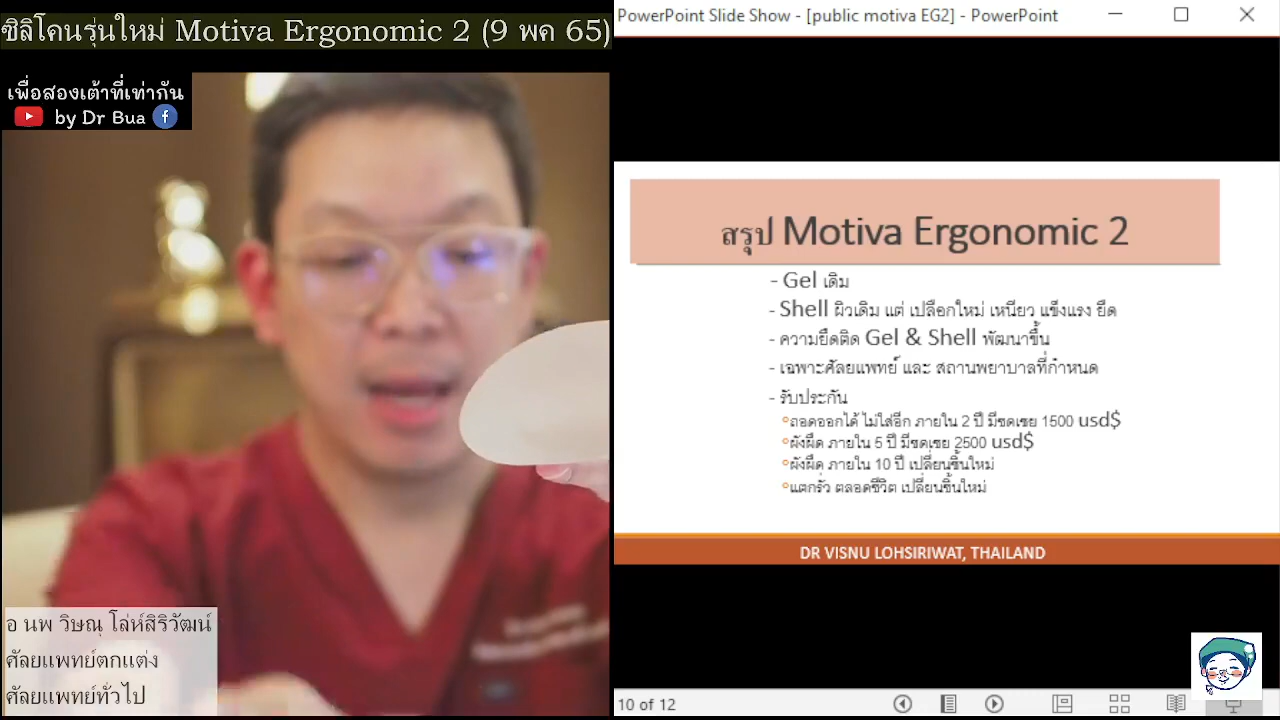 ซิลิโคนรุ่นใหม่ Motiva Ergonomic 2 (9 พค 65)
เพื่อสองเต้าที่เท่ากัน
by Dr Bua
อ นพ วิษณุ โล่ห์สิริวัฒน์
ศัลยแพทย์ตกแต่ง
ศัลยแพทย์ทั่วไป
PowerPoint Slide Show - [public motiva EG2] - PowerPoint
สรุป Motiva Ergonomic 2
- Gel เดิม
- Shell ผิวเดิม แต่ เปลือกใหม่ เหนียว แข็งแรง ยืด
- ความยืดติด Gel & Shell พัฒนาขึ้น
- เฉพาะศัลยแพทย์ และ สถานพยาบาลที่กำหนด
- รับประกัน
ถอดออกได้ ไม่ใส่อีก ภายใน 2 ปี มีชดเชย 1500 usd$
ผังผืด ภายใน 5 ปี มีชดเชย 2500 usd$
ผังผืด ภายใน 10 ปี เปลี่ยนชิ้นใหม่
แตกรั่ว ตลอดชีวิต เปลี่ยนชิ้นใหม่
DR VISNU LOHSIRIWAT, THAILAND
10 of 12